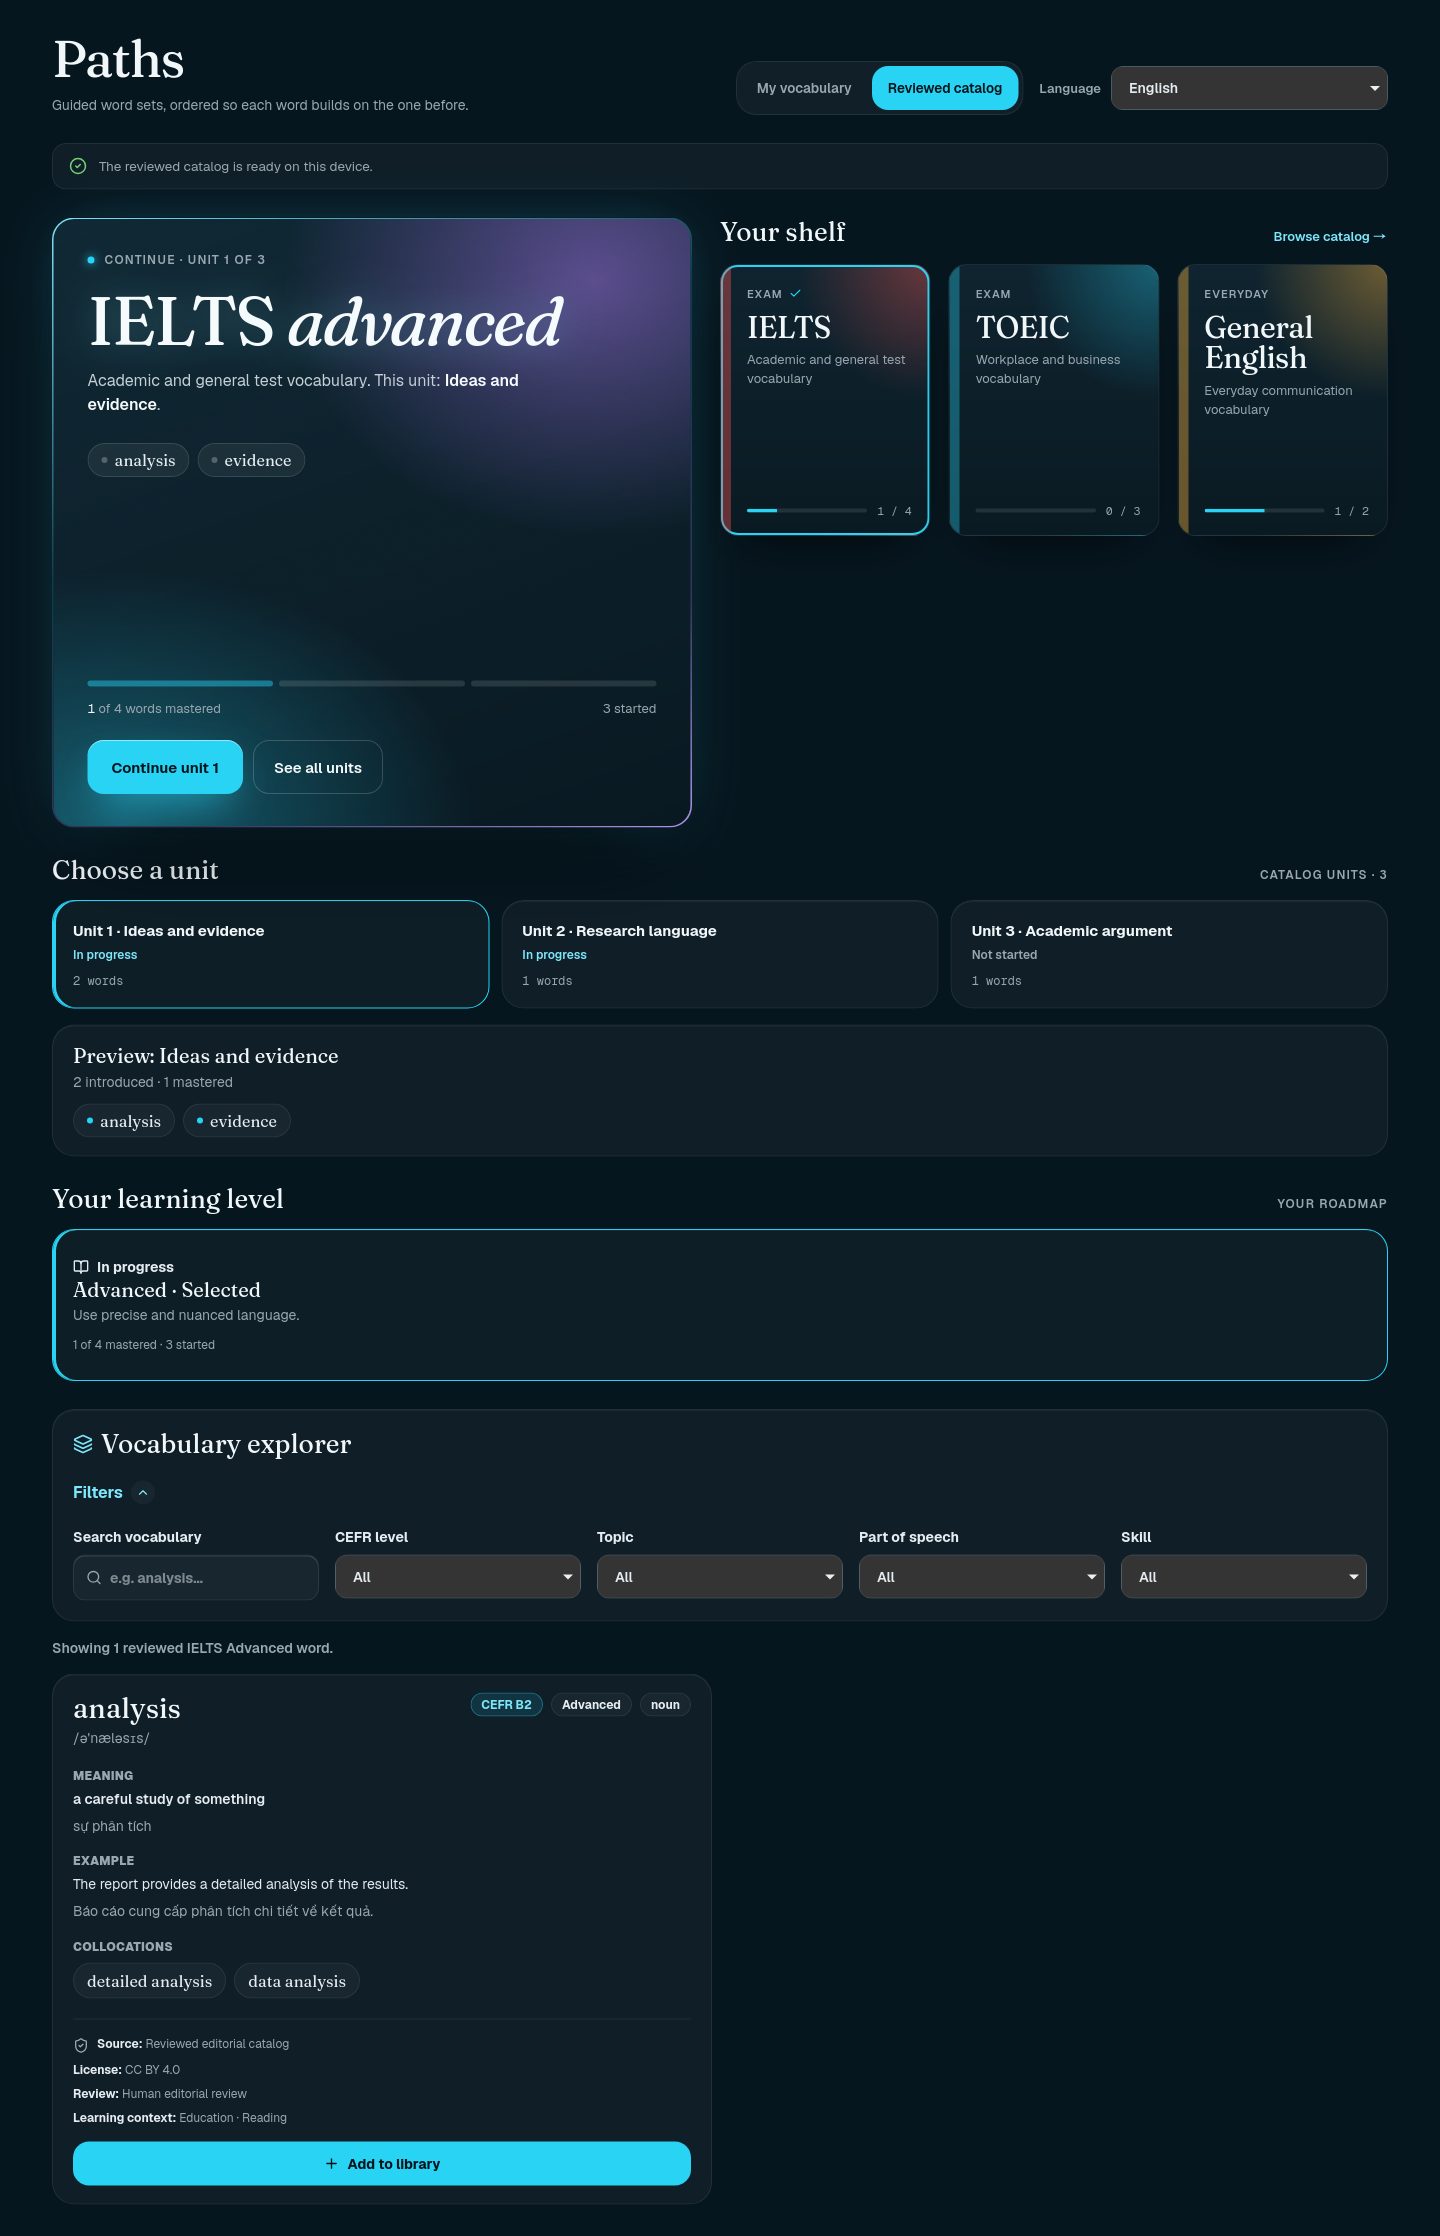 Paths
Guided word sets, ordered so each word builds on the one before.
My vocabulary
Reviewed catalog
Language
English
The reviewed catalog is ready on this device.
CONTINUE · UNIT 1 OF 3
IELTS advanced
Academic and general test vocabulary. This unit: Ideas and
evidence.
analysis
evidence
1 of 4 words mastered
3 started
Continue unit 1
See all units
Your shelf
Browse catalog →
EXAM
IELTS
Academic and general test
vocabulary
1 / 4
EXAM
TOEIC
Workplace and business
vocabulary
0 / 3
EVERYDAY
General
English
Everyday communication
vocabulary
1 / 2
Choose a unit
CATALOG UNITS · 3
Unit 1 · Ideas and evidence
In progress
2 words
Unit 2 · Research language
In progress
1 words
Unit 3 · Academic argument
Not started
1 words
Preview: Ideas and evidence
2 introduced · 1 mastered
analysis
evidence
Your learning level
YOUR ROADMAP
In progress
Advanced · Selected
Use precise and nuanced language.
1 of 4 mastered · 3 started
Vocabulary explorer
Filters
Search vocabulary
e.g. analysis...
CEFR level
All
Topic
All
Part of speech
All
Skill
All
Showing 1 reviewed IELTS Advanced word.
analysis
CEFR B2
Advanced
noun
/əˈnæləsɪs/
MEANING
a careful study of something
sự phân tích
EXAMPLE
The report provides a detailed analysis of the results.
Báo cáo cung cấp phân tích chi tiết về kết quả.
COLLOCATIONS
detailed analysis
data analysis
Source: Reviewed editorial catalog
License: CC BY 4.0
Review: Human editorial review
Learning context: Education · Reading
+ Add to library